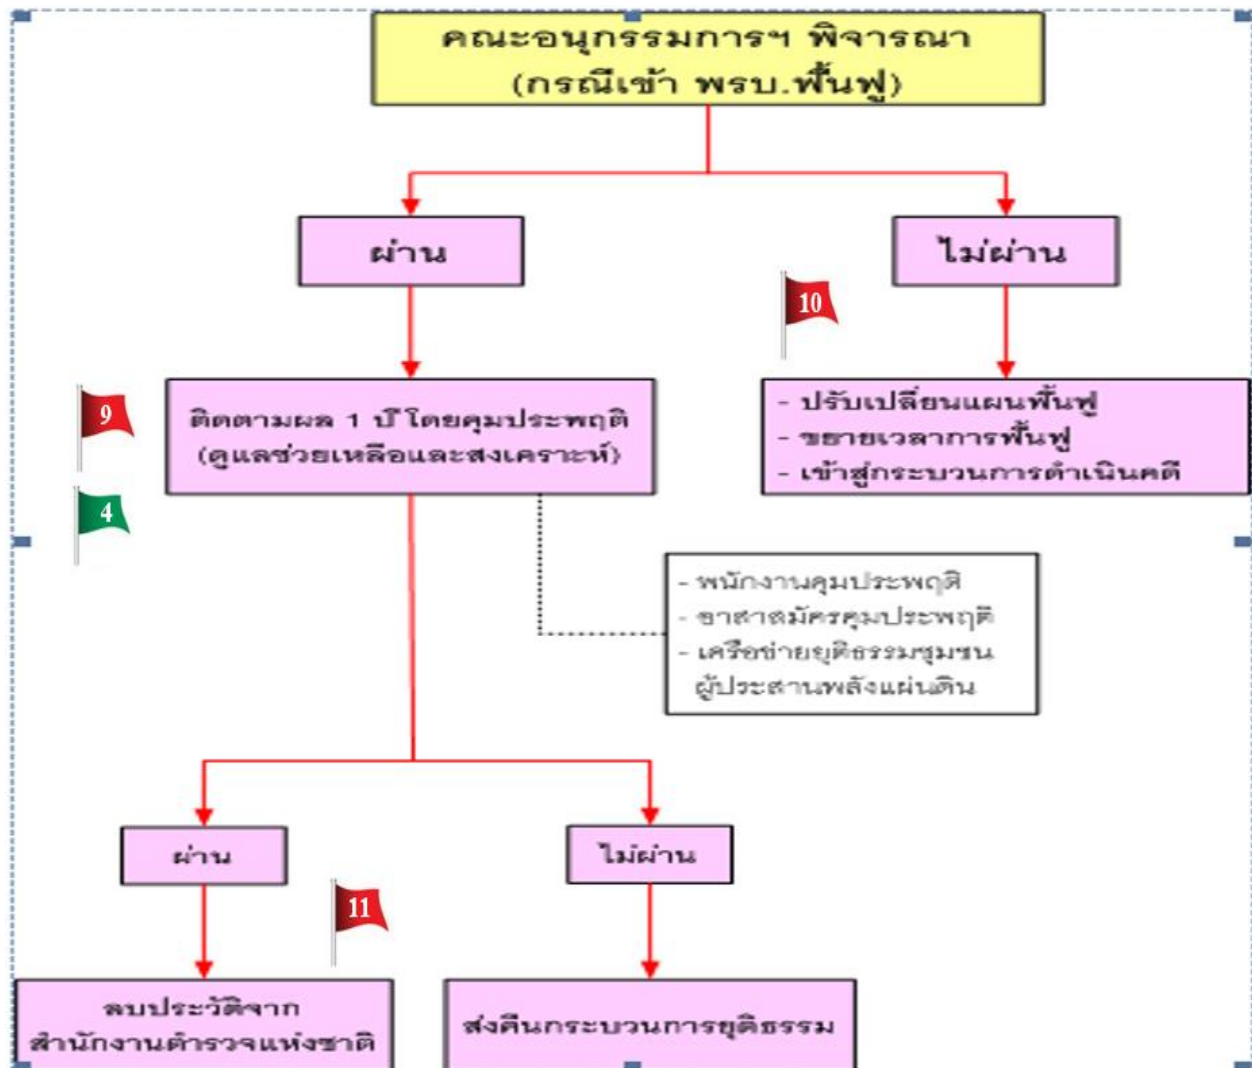 คณะอนุกรรมการฯ พิจารณา
(กรณีเข้า พรบ.ฟื้นฟู)
ผ่าน
ไม่ผ่าน
10
9
ติดตามผล 1 ปี โดยคุมประพฤติ
(ดูแลช่วยเหลือและสงเคราะห์)
- ปรับเปลี่ยนแผนฟื้นฟู
- ขยายเวลาการฟื้นฟู
- เข้าสู่กระบวนการดำเนินคดี
4
- พนักงานคุมประพฤติ
- อาสาสมัครคุมประพฤติ
- เครือข่ายยุติธรรมชุมชน
ผู้ประสานพลังแผ่นดิน
ผ่าน
ไม่ผ่าน
11
ลบประวัติจาก
สำนักงานตำรวจแห่งชาติ
ส่งคืนกระบวนการยุติธรรม